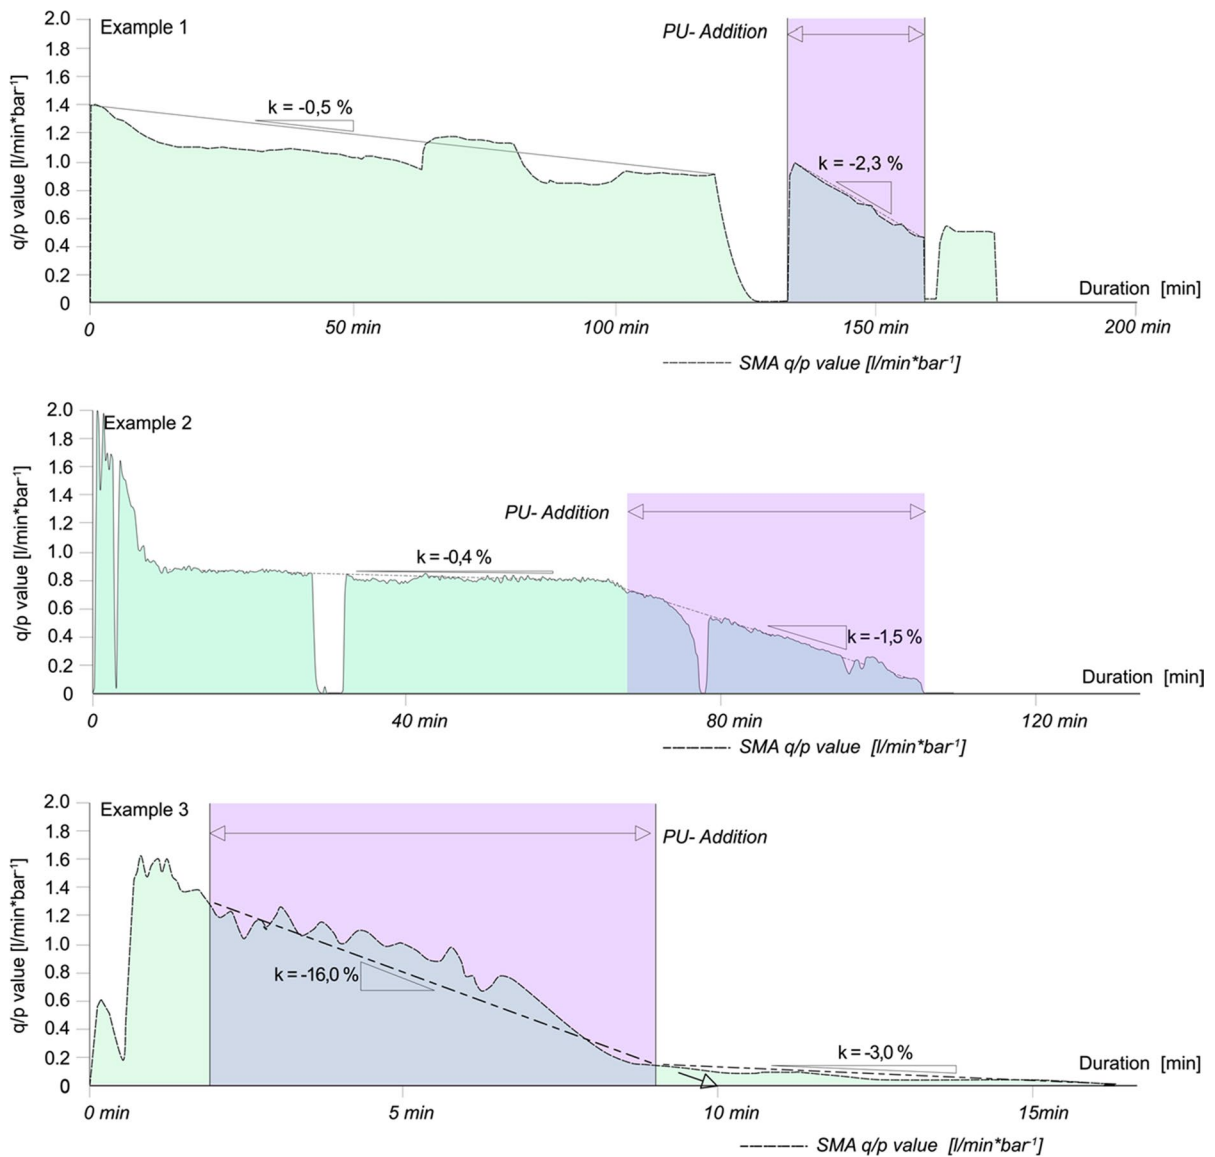 Example 1
PU- Addition
2.0
1.8
1.6
1.4
1.2
1.0
0.8
0.6
0.4
0.2
0
q/p value [l/min*bar-1]
k = -0,5 %
k = -2,3 %
Duration [min]
0 50 min 100 min 150 min 200 min
SMA q/p value [l/min*bar-1]
Example 2
PU- Addition
2.0
1.8
1.6
1.4
1.2
1.0
0.8
0.6
0.4
0.2
0
q/p value [l/min*bar-1]
k = -0,4 %
k = -1,5 %
Duration [min]
0 40 min 80 min 120 min
SMA q/p value [l/min*bar-1]
Example 3
PU- Addition
2.0
1.8
1.6
1.4
1.2
1.0
0.8
0.6
0.4
0.2
0
q/p value [l/min*bar-1]
k = -16,0 %
k = -3,0 %
Duration [min]
0 min 5 min 10 min 15min
SMA q/p value [l/min*bar-1]